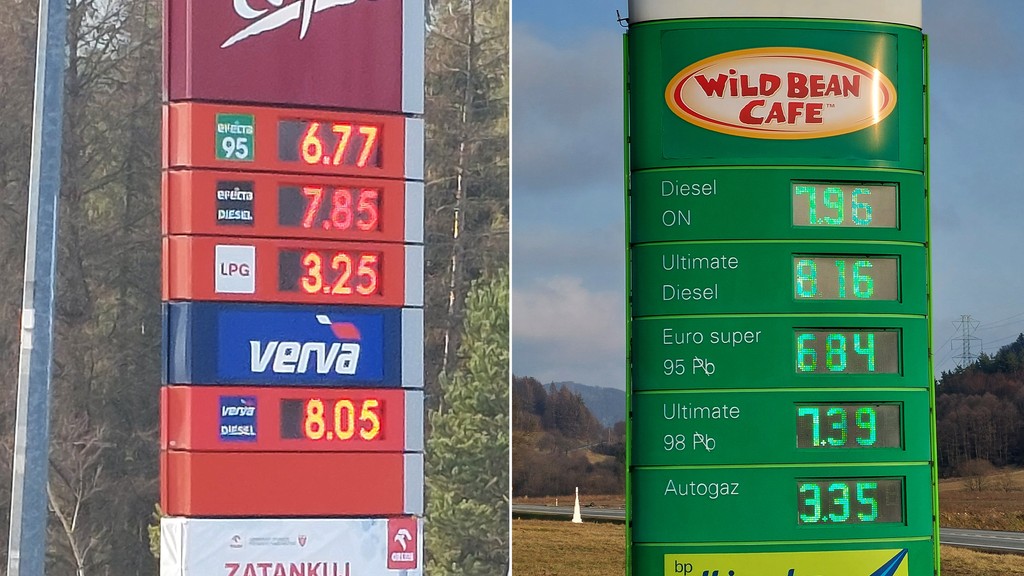 efecta
95
6.77
efecta
DIESEL
7.85
LPG
3.25
verva
verva
DIESEL
8.05
ZATANKUJ
WILD BEAN
CAFE™
Diesel
ON
7.96
Ultimate
Diesel
8.16
Euro super
95 Pb
6.84
Ultimate
98 Pb
7.39
Autogaz
3.35
bp